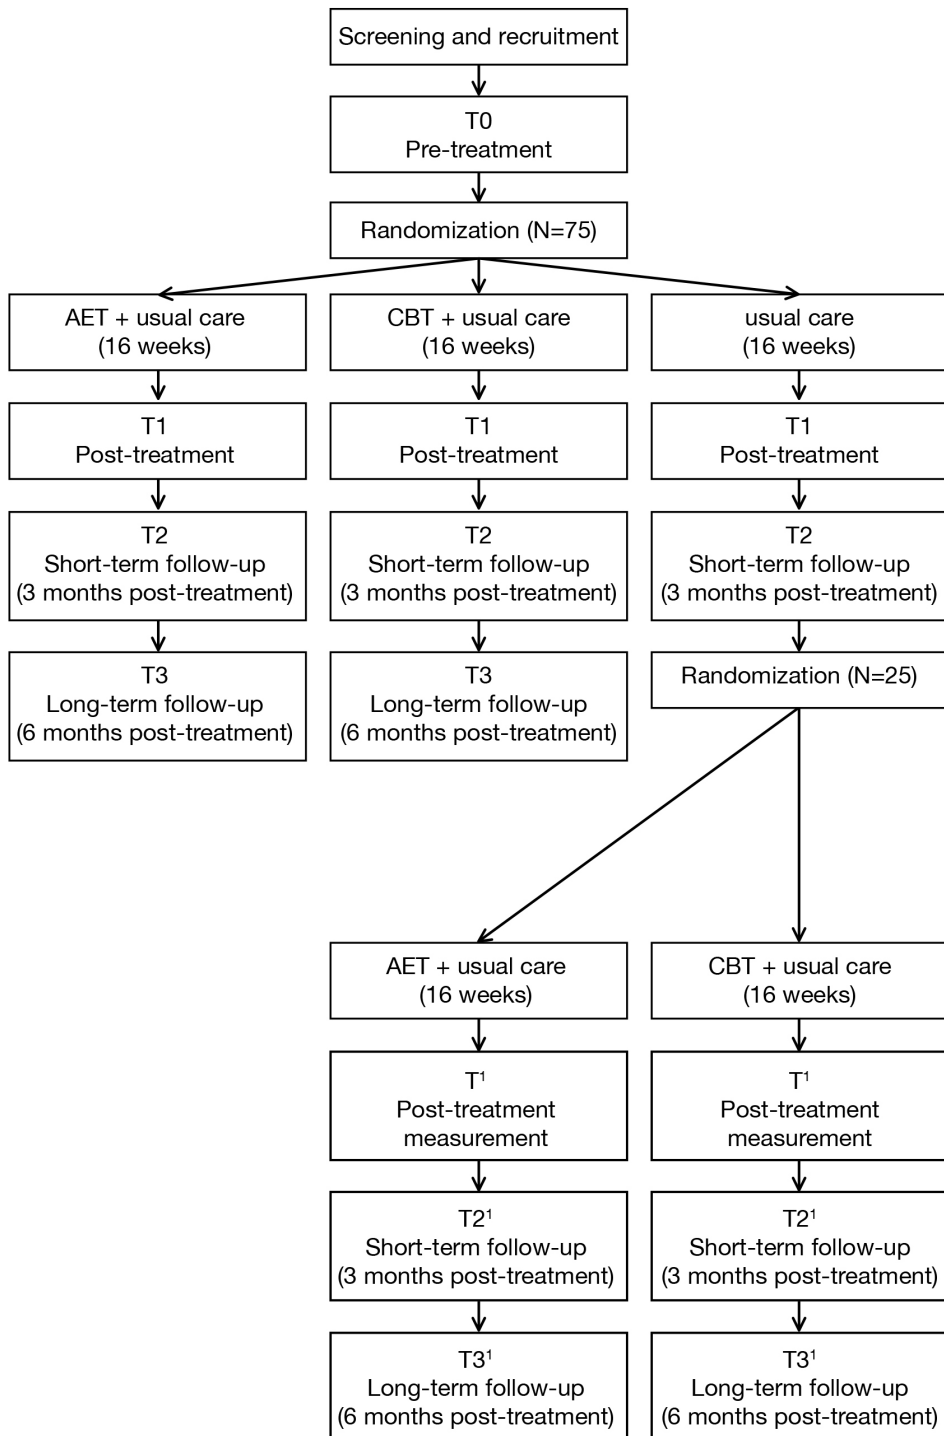 Screening and recruitment
T0
Pre-treatment
Randomization (N=75)
AET + usual care
(16 weeks)
CBT + usual care
(16 weeks)
usual care
(16 weeks)
T1
Post-treatment
T1
Post-treatment
T1
Post-treatment
T2
Short-term follow-up
(3 months post-treatment)
T2
Short-term follow-up
(3 months post-treatment)
T2
Short-term follow-up
(3 months post-treatment)
T3
Long-term follow-up
(6 months post-treatment)
T3
Long-term follow-up
(6 months post-treatment)
Randomization (N=25)
AET + usual care
(16 weeks)
CBT + usual care
(16 weeks)
T¹
Post-treatment
measurement
T¹
Post-treatment
measurement
T2¹
Short-term follow-up
(3 months post-treatment)
T2¹
Short-term follow-up
(3 months post-treatment)
T3¹
Long-term follow-up
(6 months post-treatment)
T3¹
Long-term follow-up
(6 months post-treatment)